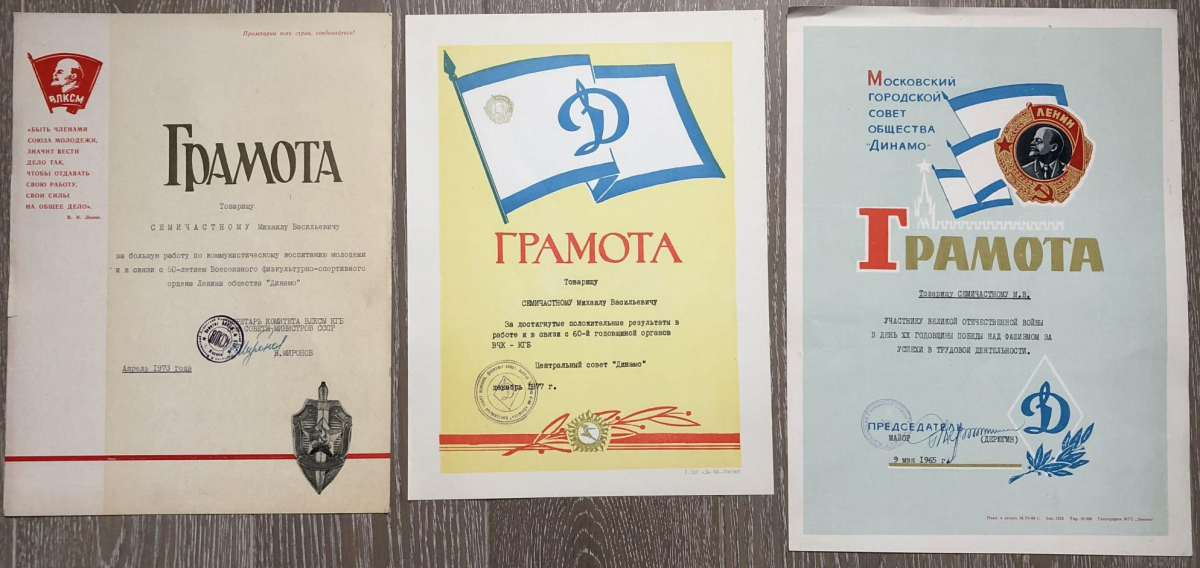 Пролетарии всех стран, соединяйтесь!
ВЛКСМ
«БЫТЬ ЧЛЕНАМИ
СОЮЗА МОЛОДЕЖИ,
ЗНАЧИТ ВЕСТИ
ДЕЛО ТАК,
ЧТОБЫ ОТДАВАТЬ
СВОЮ РАБОТУ,
СВОИ СИЛЫ
НА ОБЩЕЕ ДЕЛО».
В. И. Ленин.
ГРАМОТА
Товарищу
СЕМИЧАСТНОМУ Михаилу Васильевичу
за большую работу по коммунистическому воспитанию молодежи
и в связи с 50-летием Всесоюзного физкультурно-спортивного
ордена Ленина общества "Динамо"
КОМИТЕТА ВЛКСМ КГБ
МИНИСТРОВ СССР
В.МИРОНОВ
Апрель 1973 года
Д
ГРАМОТА
Товарищу
СЕМИЧАСТНОМУ Михаилу Васильевичу
За достигнутые положительные результаты в
работе и в связи с 60-й годовщиной органов
ВЧК - КГБ
Центральный совет "Динамо"
декабрь 1977 г.
МОСКОВСКИЙ
ГОРОДСКОЙ
СОВЕТ
ОБЩЕСТВА
"ДИНАМО"
ЛЕНИН
ГРАМОТА
Товарищу СЕМИЧАСТНОМУ М.В.
УЧАСТНИКУ ВЕЛИКОЙ ОТЕЧЕСТВЕННОЙ ВОЙНЫ
В ДЕНЬ XX ГОДОВЩИНЫ ПОБЕДЫ НАД ФАШИЗМОМ ЗА
УСПЕХИ В ТРУДОВОЙ ДЕЯТЕЛЬНОСТИ.
Д
ПРЕДСЕДАТЕЛЬ
МАЙОР (ДЕРЮГИН)
9 мая 1965 г.